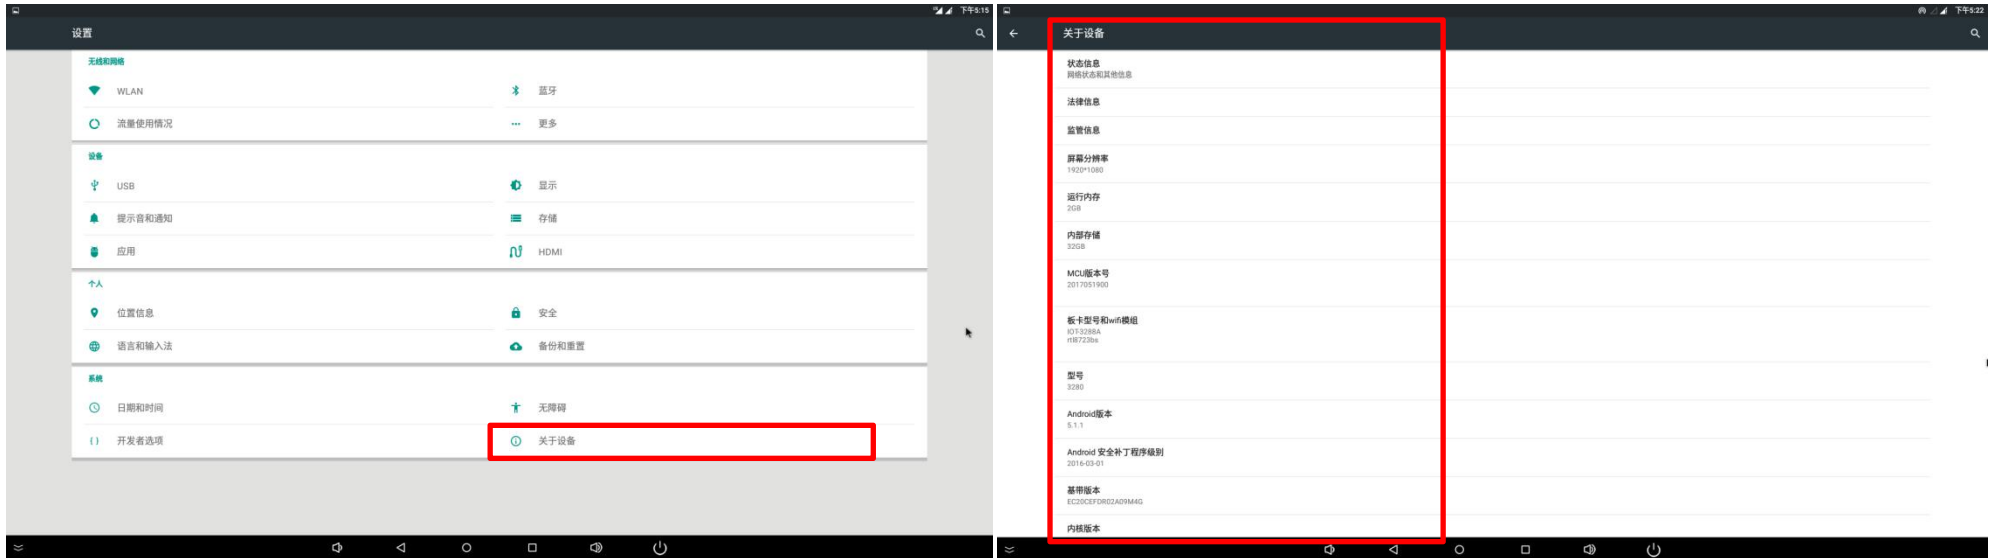 下午5:15
设置
无线和网络
WLAN
蓝牙
流量使用情况
更多
设备
USB
显示
提示音和通知
存储
应用
HDMI
个人
位置信息
安全
语言和输入法
备份和重置
系统
日期和时间
无障碍
{ } 开发者选项
关于设备
下午5:22
关于设备
状态信息
网络状态和其他信息
法律信息
监管信息
屏幕分辨率
1920*1080
运行内存
2GB
内部存储
32GB
MCU版本号
2017051900
板卡型号和wifi模组
IOT-3288A
rtl8723bs
型号
3280
Android版本
5.1.1
Android 安全补丁程序级别
2016-03-01
基带版本
EC20CEFDR02A09M4G
内核版本